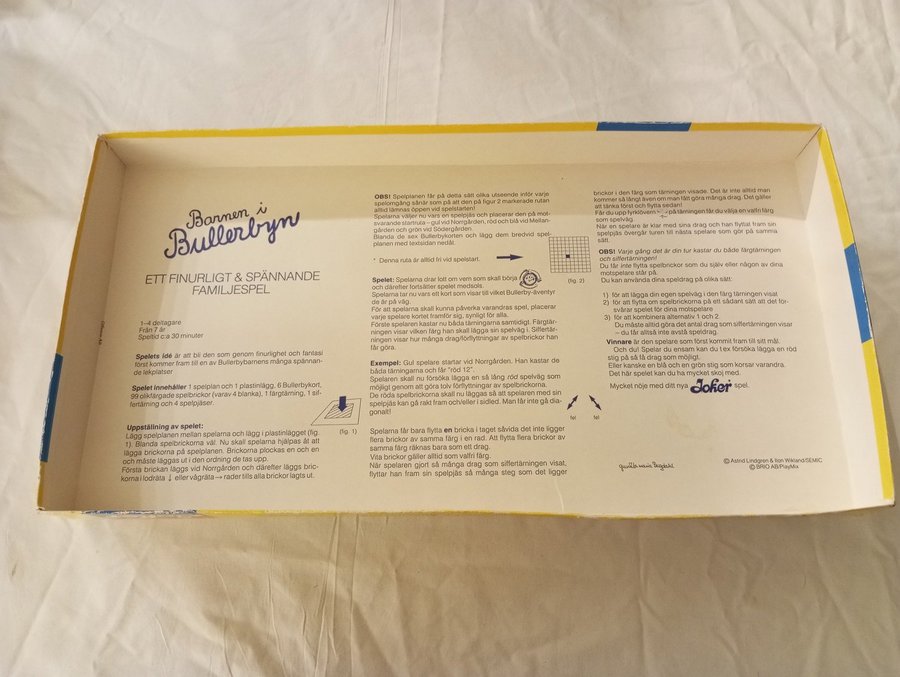 Barnen i
Bullerbyn
ETT FINURLIGT & SPÄNNANDE
FAMILJESPEL
1–4 deltagare
Från 7 år
Speltid c:a 30 minuter
Spelets idé är att bli den som genom finurlighet och fantasi
först kommer fram till en av Bullerbybarnens många spännan-
de lekplatser
Spelet innehåller 1 spelplan och 1 plastinlägg, 6 Bullerbykort,
99 olikfärgade spelbrickor (varav 4 blanka), 1 färgtärning, 1 sif-
fertärning och 4 spelpjäser.
Uppställning av spelet:
Lägg spelplanen mellan spelarna och lägg i plastinlägget (fig.
1). Blanda spelbrickorna väl. Nu skall spelarna hjälpas åt att
lägga brickorna på spelplanen. Brickorna plockas en och en
och måste läggas ut i den ordning de tas upp.
Första brickan läggs vid Norrgården och därefter läggs bric-
korna i lodräta ↓ eller vågräta → rader tills alla brickor lagts ut.
(fig. 1)
OBS! Spelplanen får på detta sätt olika utseende inför varje
spelomgång såner som på att den på figur 2 markerade rutan
alltid lämnas öppen vid spelstarten!
Spelarna väljer nu vars en spelpjäs och placerar den på mot-
svarande startruta – gul vid Norrgården, röd och blå vid Mellan-
gården och grön vid Södergården.
Blanda de sex Bullerbykorten och lägg dem bredvid spel-
planen med textsidan nedåt.
* Denna ruta är alltid fri vid spelstart.
(fig. 2)
Spelet: Spelarna drar lott om vem som skall börja
och därefter fortsätter spelet medsols.
Spelarna tar nu vars ett kort som visar till vilket Bullerby-äventyr
de är på väg.
För att spelarna skall kunna påverka varandras spel, placerar
varje spelare kortet framför sig, synligt för alla.
Förste spelaren kastar nu båda tärningarna samtidigt. Färgtär-
ningen visar vilken färg han skall lägga sin spelväg i. Siffertär-
ningen visar hur många drag/förflyttningar av spelbrickor han
får göra.
Exempel: Gul spelare startar vid Norrgården. Han kastar de
båda tärningarna och får "röd 12".
Spelaren skall nu försöka lägga en så lång röd spelväg som
möjligt genom att göra tolv förflyttningar av spelbrickorna.
De röda spelbrickorna skall nu läggas så att spelaren med sin
spelpjäs kan gå rakt fram och/eller i sidled. Man får inte gå dia-
gonalt!
fel
fel
Spelarna får bara flytta en bricka i taget såvida det inte ligger
flera brickor av samma färg i en rad. Att flytta flera brickor av
samma färg räknas bara som ett drag.
Vita brickor gäller alltid som valfri färg.
När spelaren gjort så många drag som siffertärningen visat,
flyttar han fram sin spelpjäs så många steg som det ligger
brickor i den färg som tärningen visade. Det är inte alltid man
kommer så långt även om man fått göra många drag. Det gäller
att tänka först och flytta sedan!
Får du upp fyrklövern på tärningen får du välja en valfri färg
som spelväg.
När en spelare är klar med sina drag och han flyttat fram sin
spelpjäs övergår turen till nästa spelare som gör på samma
sätt.
OBS! Varje gång det är din tur kastar du både färgtärningen
och siffertärningen!
Du får inte flytta spelbrickor som du själv eller någon av dina
motspelare står på.
Du kan använda dina speldrag på olika sätt:
1) för att lägga din egen spelväg i den färg tärningen visat
2) för att flytta om spelbrickorna på ett sådant sätt att det för-
svårar spelet för dina motspelare
3) för att kombinera alternativ 1 och 2.
Du måste alltid göra det antal drag som siffertärningen visar
– du får alltså inte avstå speldrag.
Vinnare är den spelare som först kommit fram till sitt mål.
Och du! Spelar du ensam kan du t ex försöka lägga en röd
stig på så få drag som möjligt.
Eller kanske en blå och en grön stig som korsar varandra.
Det här spelet kan du ha mycket skoj med.
Mycket nöje med ditt nya Joker spel.
© Astrid Lindgren & Ilon Wikland/SEMIC
© BRIO AB/PlayMix